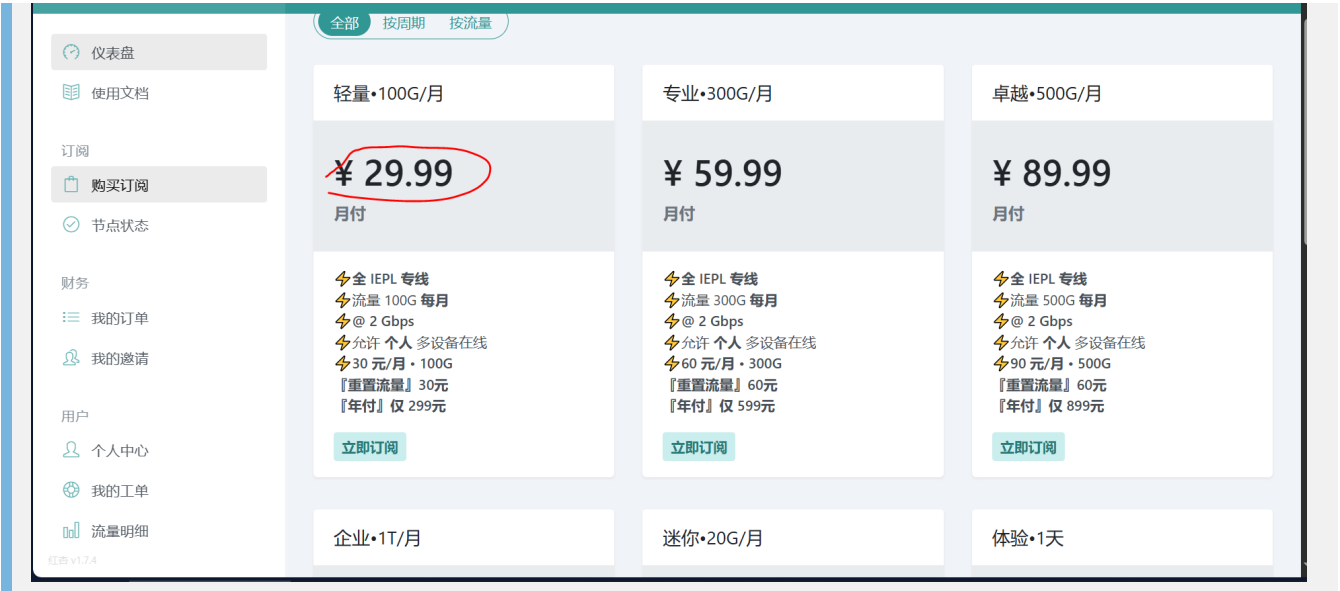 全部 按周期 按流量
仪表盘
使用文档
订阅
购买订阅
节点状态
财务
我的订单
我的邀请
用户
个人中心
我的工单
流量明细
红杏 v1.7.4
轻量•100G/月
¥ 29.99
月付
⚡全 IEPL 专线
⚡流量 100G 每月
⚡@ 2 Gbps
⚡允许 个人 多设备在线
⚡30 元/月・100G
『重置流量』30元
『年付』仅 299元
立即订阅
专业•300G/月
¥ 59.99
月付
⚡全 IEPL 专线
⚡流量 300G 每月
⚡@ 2 Gbps
⚡允许 个人 多设备在线
⚡60 元/月・300G
『重置流量』60元
『年付』仅 599元
立即订阅
卓越•500G/月
¥ 89.99
月付
⚡全 IEPL 专线
⚡流量 500G 每月
⚡@ 2 Gbps
⚡允许 个人 多设备在线
⚡90 元/月・500G
『重置流量』60元
『年付』仅 899元
立即订阅
企业•1T/月
迷你•20G/月
体验•1天